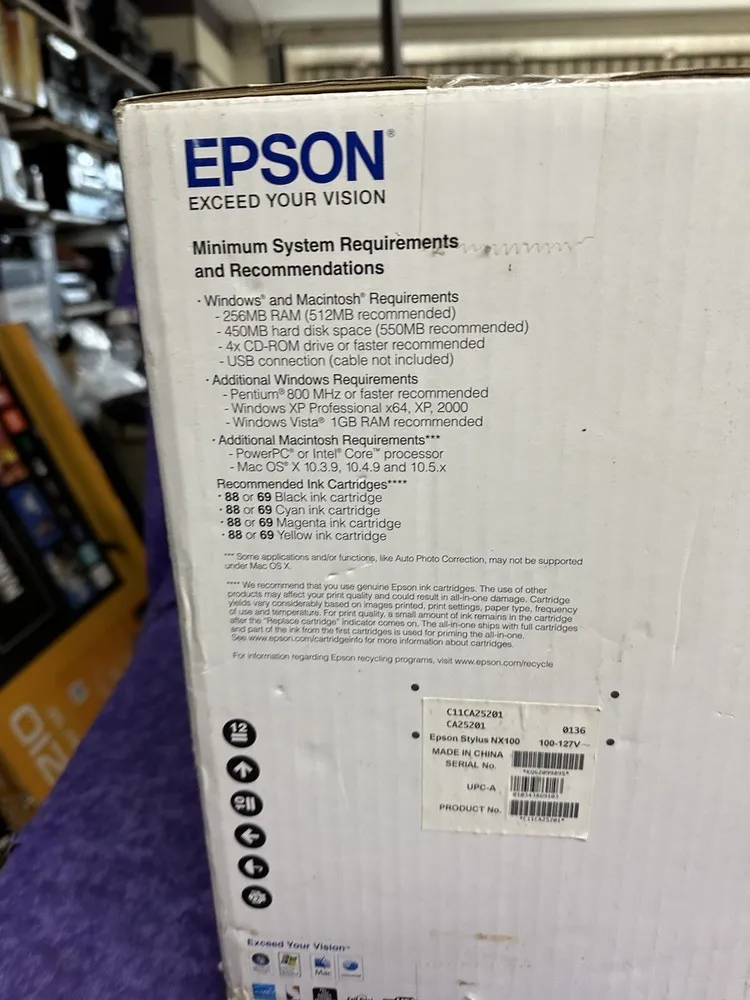 EPSON®
EXCEED YOUR VISION
Minimum System Requirements
and Recommendations
· Windows® and Macintosh® Requirements
- 256MB RAM (512MB recommended)
- 450MB hard disk space (550MB recommended)
- 4x CD-ROM drive or faster recommended
- USB connection (cable not included)
· Additional Windows Requirements
- Pentium® 800 MHz or faster recommended
- Windows XP Professional x64, XP, 2000
- Windows Vista® 1GB RAM recommended
· Additional Macintosh Requirements***
- PowerPC® or Intel® Core™ processor
- Mac OS® X 10.3.9, 10.4.9 and 10.5.x
Recommended Ink Cartridges****
· 88 or 69 Black ink cartridge
· 88 or 69 Cyan ink cartridge
· 88 or 69 Magenta ink cartridge
· 88 or 69 Yellow ink cartridge
*** Some applications and/or functions, like Auto Photo Correction, may not be supported
under Mac OS X.
**** We recommend that you use genuine Epson ink cartridges. The use of other
products may affect your print quality and could result in all-in-one damage. Cartridge
yields vary considerably based on images printed, print settings, paper type, frequency
of use and temperature. For print quality, a small amount of ink remains in the cartridge
after the "Replace cartridge" indicator comes on. The all-in-one ships with full cartridges
and part of the ink from the first cartridges is used for priming the all-in-one.
See www.epson.com/cartridgeinfo for more information about cartridges.
For information regarding Epson recycling programs, visit www.epson.com/recycle
C11CA25201
CA25201 0136
Epson Stylus NX100 100-127V~
MADE IN CHINA
SERIAL No.
UPC-A
PRODUCT No.
*C11CA25201*
12
Exceed Your Vision™
Mac